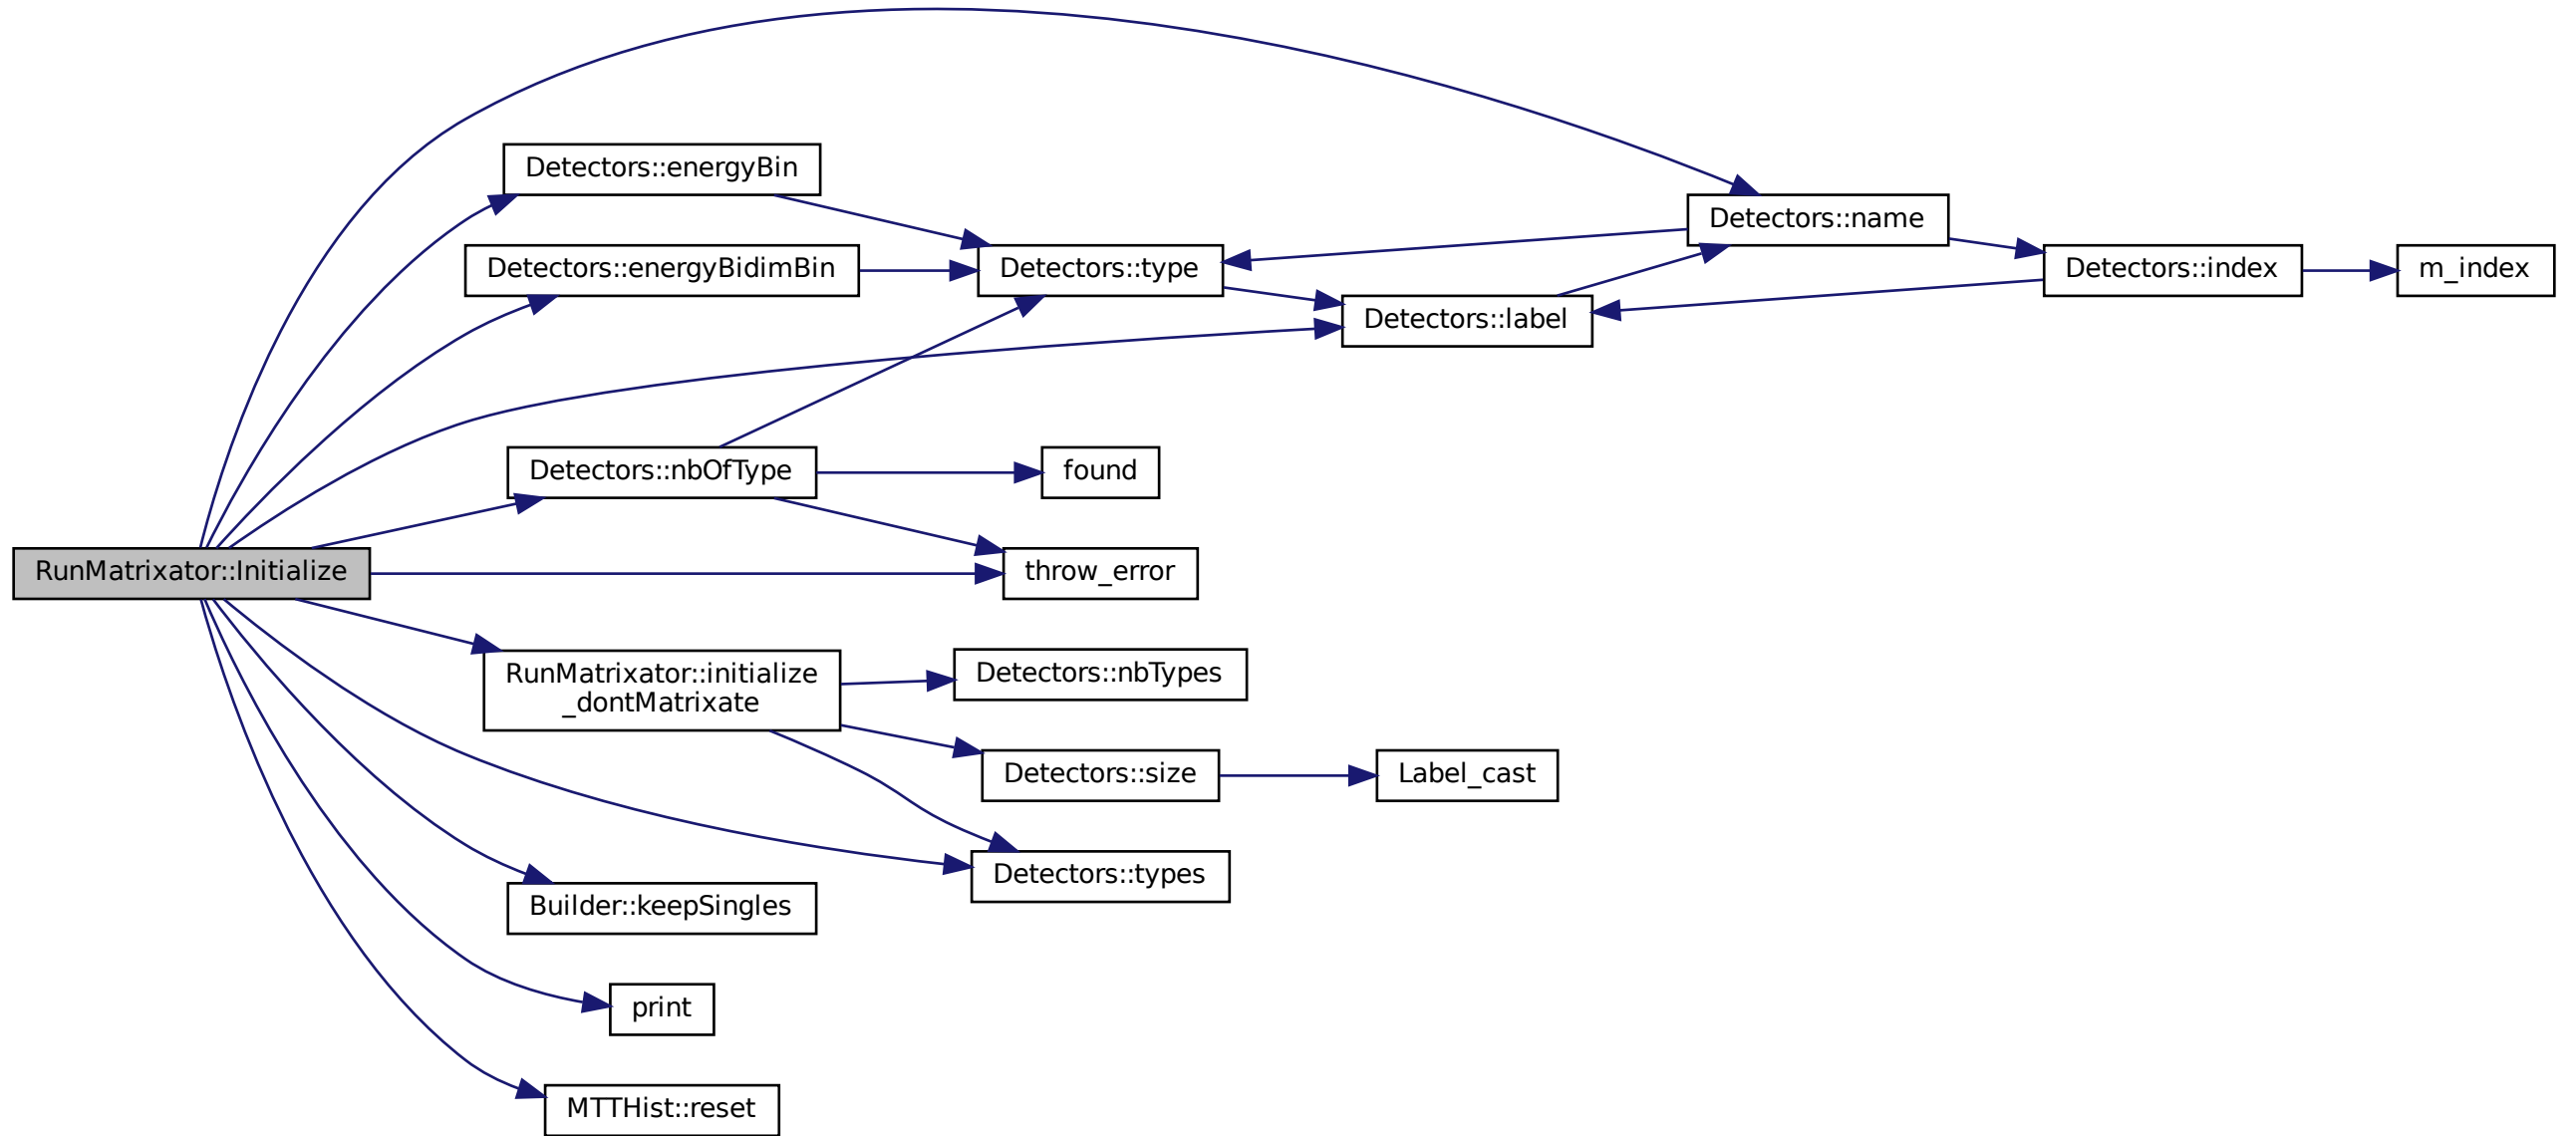 Detectors::energyBin
Detectors::name
Detectors::energyBidimBin
Detectors::type
Detectors::index
m_index
Detectors::label
Detectors::nbOfType
found
RunMatrixator::Initialize
throw_error
RunMatrixator::initialize
_dontMatrixate
Detectors::nbTypes
Detectors::size
Label_cast
Detectors::types
Builder::keepSingles
print
MTTHist::reset